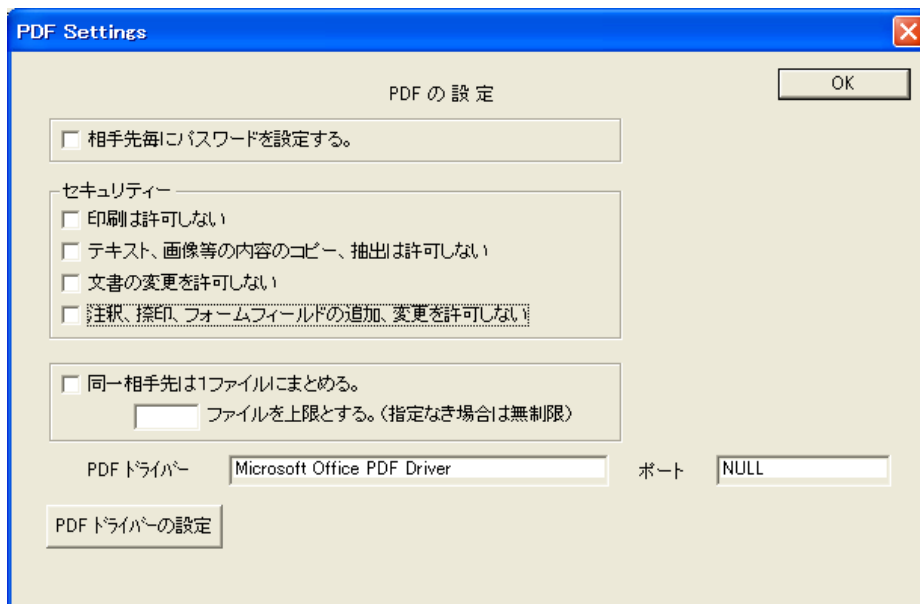 PDF Settings
PDF の 設 定
OK
相手先毎にパスワードを設定する。
セキュリティー
印刷は許可しない
テキスト、画像等の内容のコピー、抽出は許可しない
文書の変更を許可しない
注釈、捺印、フォームフィールドの追加、変更を許可しない
同一相手先は1ファイルにまとめる。
ファイルを上限とする。(指定なき場合は無制限)
PDF ドライバー Microsoft Office PDF Driver ポート NULL
PDF ドライバーの設定